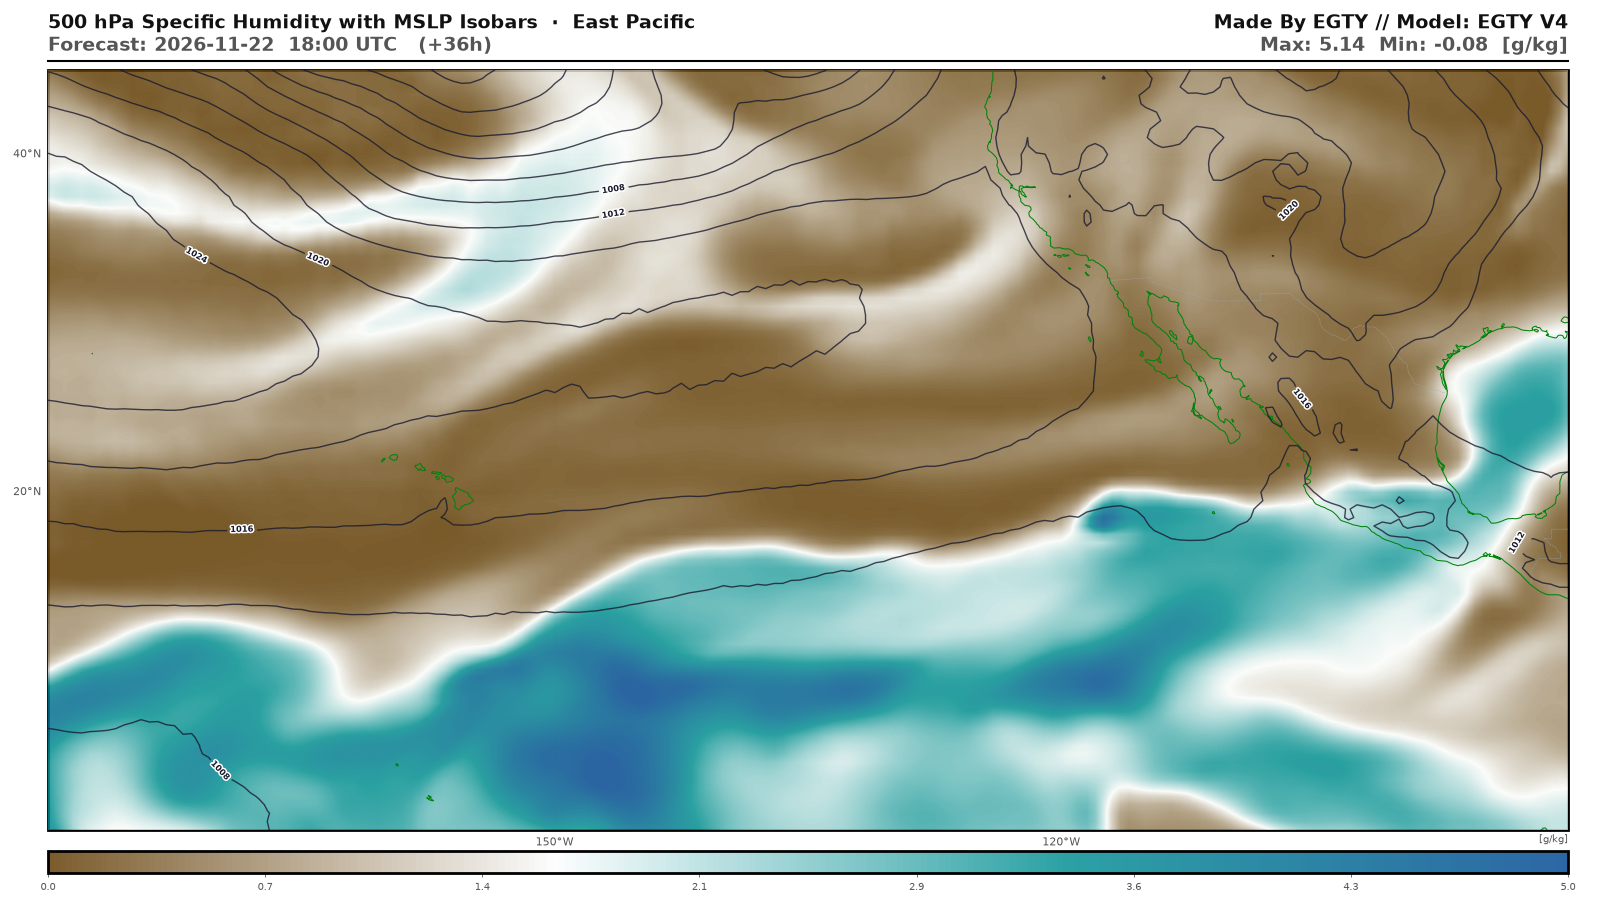 500 hPa Specific Humidity with MSLP Isobars · East Pacific
Made By EGTY // Model: EGTY V4
Forecast: 2026-11-22 18:00 UTC (+36h)
Max: 5.14 Min: -0.08 [g/kg]
40°N
1008
1012
1020
1024
1020
1016
20°N
1016
1012
1008
150°W
120°W
[g/kg]
0.0
0.7
1.4
2.1
2.9
3.6
4.3
5.0